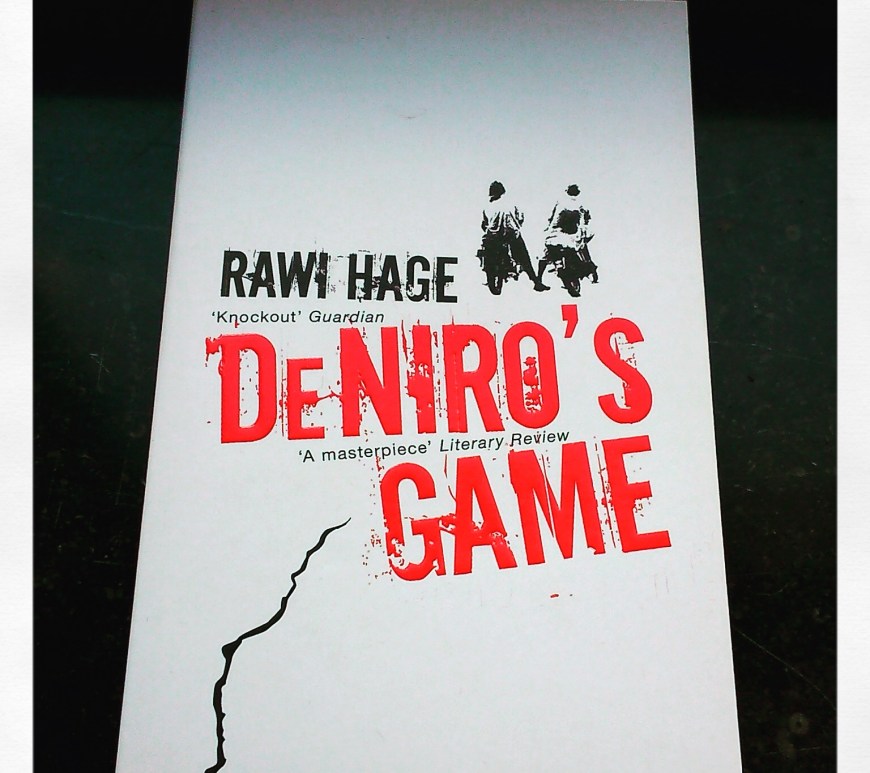 RAWI HAGE
‘Knockout’ Guardian
DENIRO’S
‘A masterpiece’ Literary Review
GAME